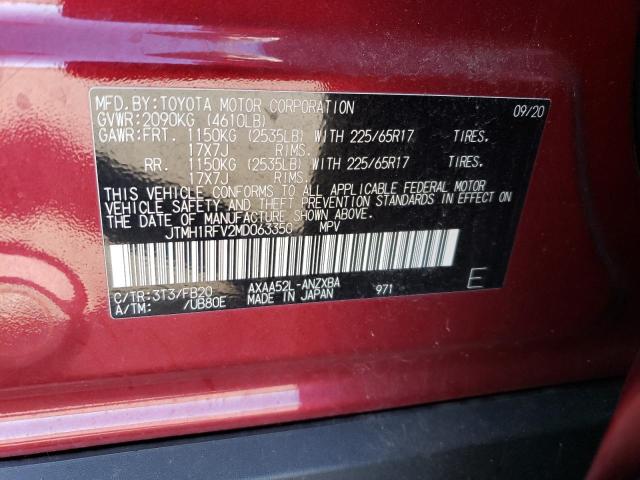 MFD.BY:TOYOTA MOTOR CORPORATION 09/20
GVWR:2090KG (4610LB)
GAWR:FRT. 1150KG (2535LB) WITH 225/65R17 TIRES.
17X7J RIMS.
RR. 1150KG (2535LB) WITH 225/65R17 TIRES.
17X7J RIMS.
THIS VEHICLE CONFORMS TO ALL APPLICABLE FEDERAL MOTOR
VEHICLE SAFETY AND THEFT PREVENTION STANDARDS IN EFFECT ON
THE DATE OF MANUFACTURE SHOWN ABOVE.
JTMH1RFV2MD063350 MPV
C/TR:3T3/FB20 AXAA52L-ANZXBA 971 E
A/TM: /UB80E MADE IN JAPAN